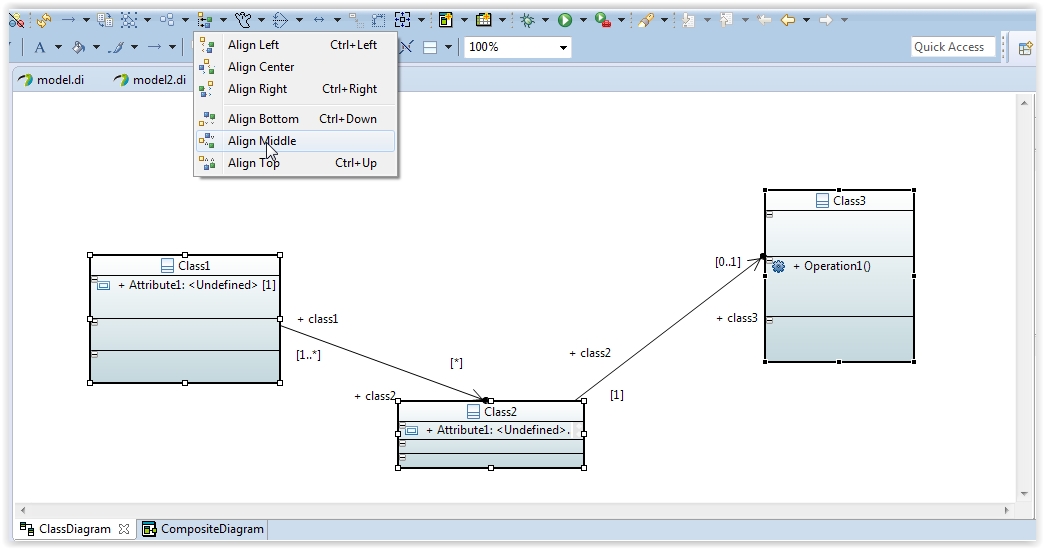 100%
Quick Access
model.di
model2.di
Align Left Ctrl+Left
Align Center
Align Right Ctrl+Right
Align Bottom Ctrl+Down
Align Middle
Align Top Ctrl+Up
Class3
[0..1]
+ Operation1()
Class1
+ Attribute1: <Undefined> [1]
+ class1
+ class3
[1..*]
[*]
+ class2
+ class2
[1]
Class2
+ Attribute1: <Undefined>.
ClassDiagram
CompositeDiagram